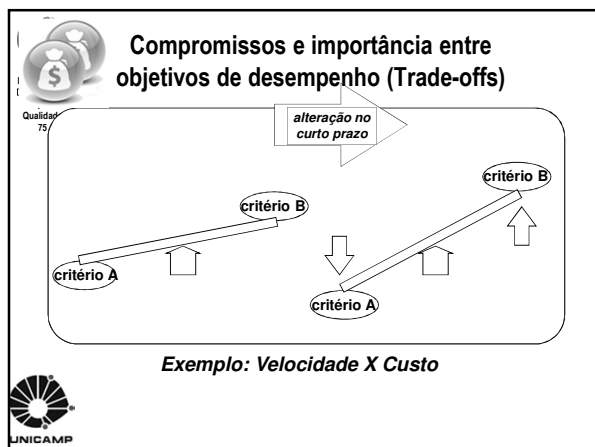 Compromissos e importância entre
objetivos de desempenho (Trade-offs)
$
Qualidad
75
alteração no
curto prazo
critério B
critério B
critério A
critério A
Exemplo: Velocidade X Custo
UNICAMP